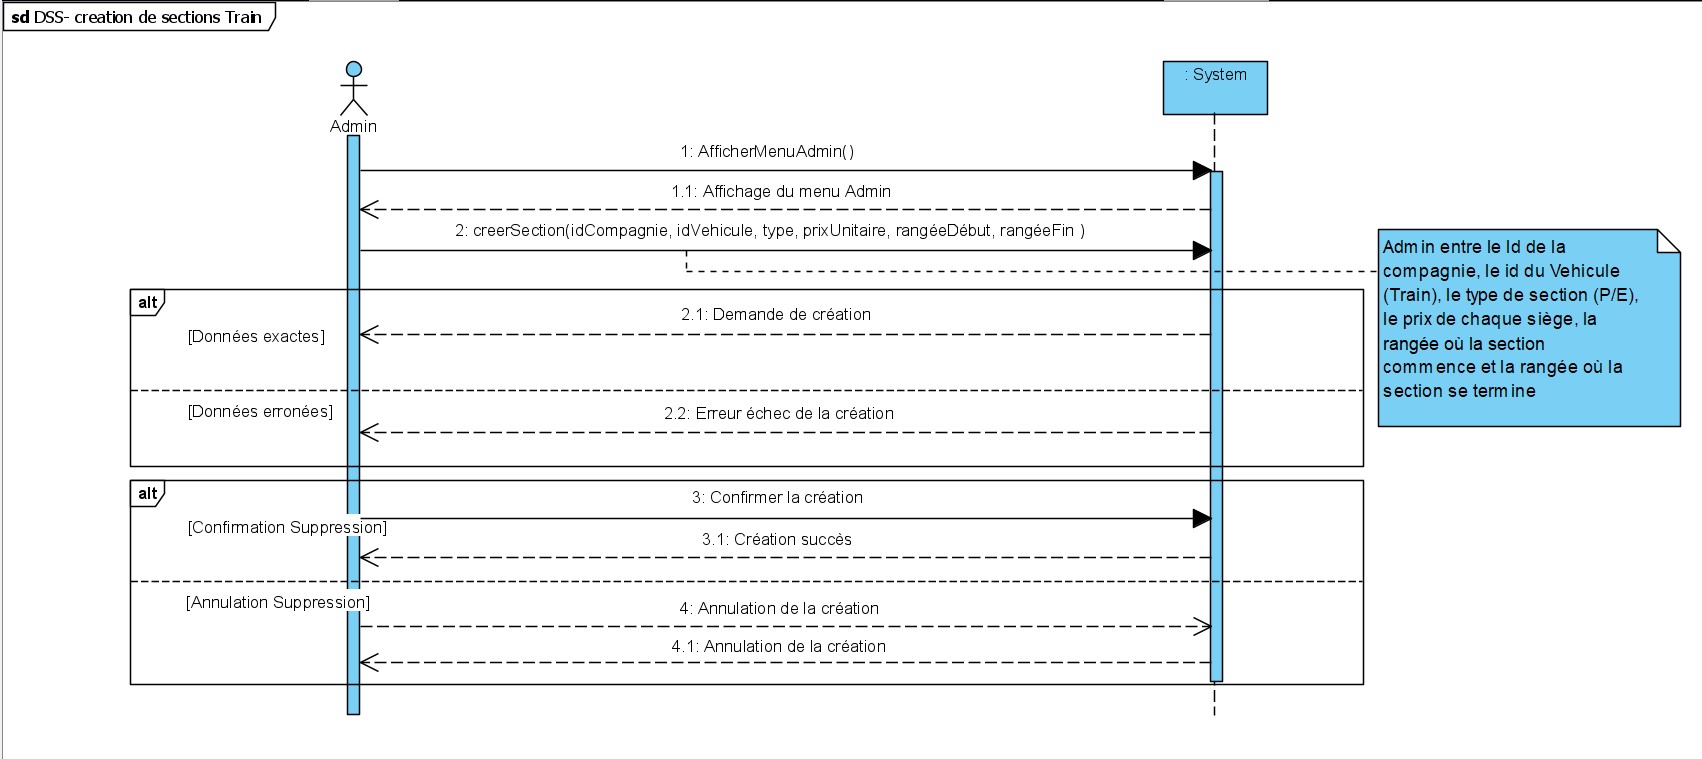 sd DSS- creation de sections Train
Admin
: System
1: AfficherMenuAdmin()
1.1: Affichage du menu Admin
2: creerSection(idCompagnie, idVehicule, type, prixUnitaire, rangéeDébut, rangéeFin )
Admin entre le Id de la
compagnie, le id du Vehicule
(Train), le type de section (P/E),
le prix de chaque siège, la
rangée où la section
commence et la rangée où la
section se termine
alt
2.1: Demande de création
[Données exactes]
[Données erronées]
2.2: Erreur échec de la création
alt
3: Confirmer la création
[Confirmation Suppression]
3.1: Création succès
[Annulation Suppression]
4: Annulation de la création
4.1: Annulation de la création